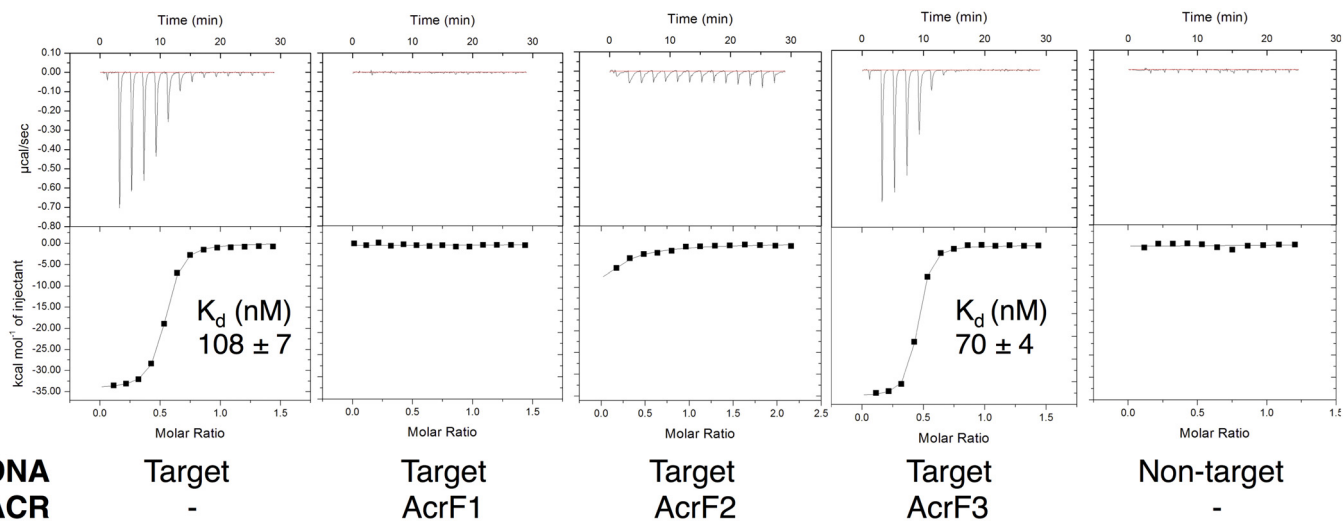 Time (min) Time (min) Time (min) Time (min) Time (min)
0 10 20 30 0 10 20 30 0 10 20 30 0 10 20 30 0 10 20 30
0.10
0.00
-0.10
-0.20
-0.30
-0.40
-0.50
-0.60
-0.70
-0.80
µcal/sec
0.00
-5.00
-10.00
-15.00
-20.00
-25.00
-30.00
-35.00
kcal mol⁻¹ of injectant
Kd (nM) Kd (nM)
108 ± 7 70 ± 4
0.0 0.5 1.0 1.5 0.0 0.5 1.0 1.5 0.0 0.5 1.0 1.5 2.0 2.5 0.0 0.5 1.0 1.5 0.0 0.5 1.0 1.5
Molar Ratio Molar Ratio Molar Ratio Molar Ratio Molar Ratio
Target Target Target Target Non-target
ACR - AcrF1 AcrF2 AcrF3 -